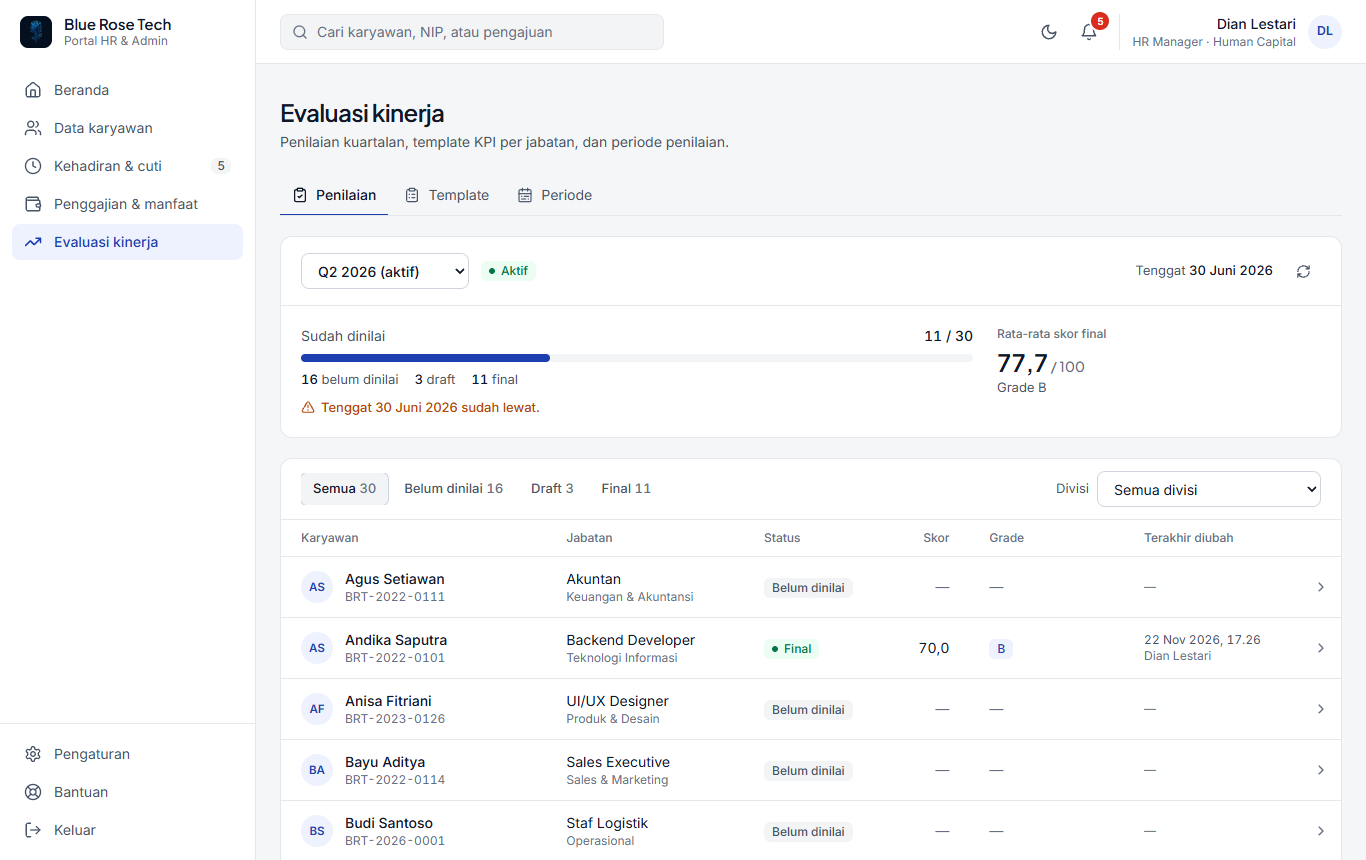 Blue Rose Tech
Portal HR & Admin
Cari karyawan, NIP, atau pengajuan
5
Dian Lestari
HR Manager · Human Capital
DL
Beranda
Data karyawan
Kehadiran & cuti 5
Penggajian & manfaat
Evaluasi kinerja
Pengaturan
Bantuan
Keluar
Evaluasi kinerja
Penilaian kuartalan, template KPI per jabatan, dan periode penilaian.
Penilaian Template Periode
Q2 2026 (aktif) Aktif Tenggat 30 Juni 2026
Sudah dinilai 11 / 30
16 belum dinilai 3 draft 11 final
Tenggat 30 Juni 2026 sudah lewat.
Rata-rata skor final
77,7 / 100
Grade B
Semua 30 Belum dinilai 16 Draft 3 Final 11 Divisi Semua divisi
Karyawan Jabatan Status Skor Grade Terakhir diubah
AS Agus Setiawan Akuntan Belum dinilai — — —
BRT-2022-0111 Keuangan & Akuntansi
AS Andika Saputra Backend Developer Final 70,0 B 22 Nov 2026, 17.26
BRT-2022-0101 Teknologi Informasi Dian Lestari
AF Anisa Fitriani UI/UX Designer Belum dinilai — — —
BRT-2023-0126 Produk & Desain
BA Bayu Aditya Sales Executive Belum dinilai — — —
BRT-2022-0114 Sales & Marketing
BS Budi Santoso Staf Logistik Belum dinilai — — —
BRT-2026-0001 Operasional